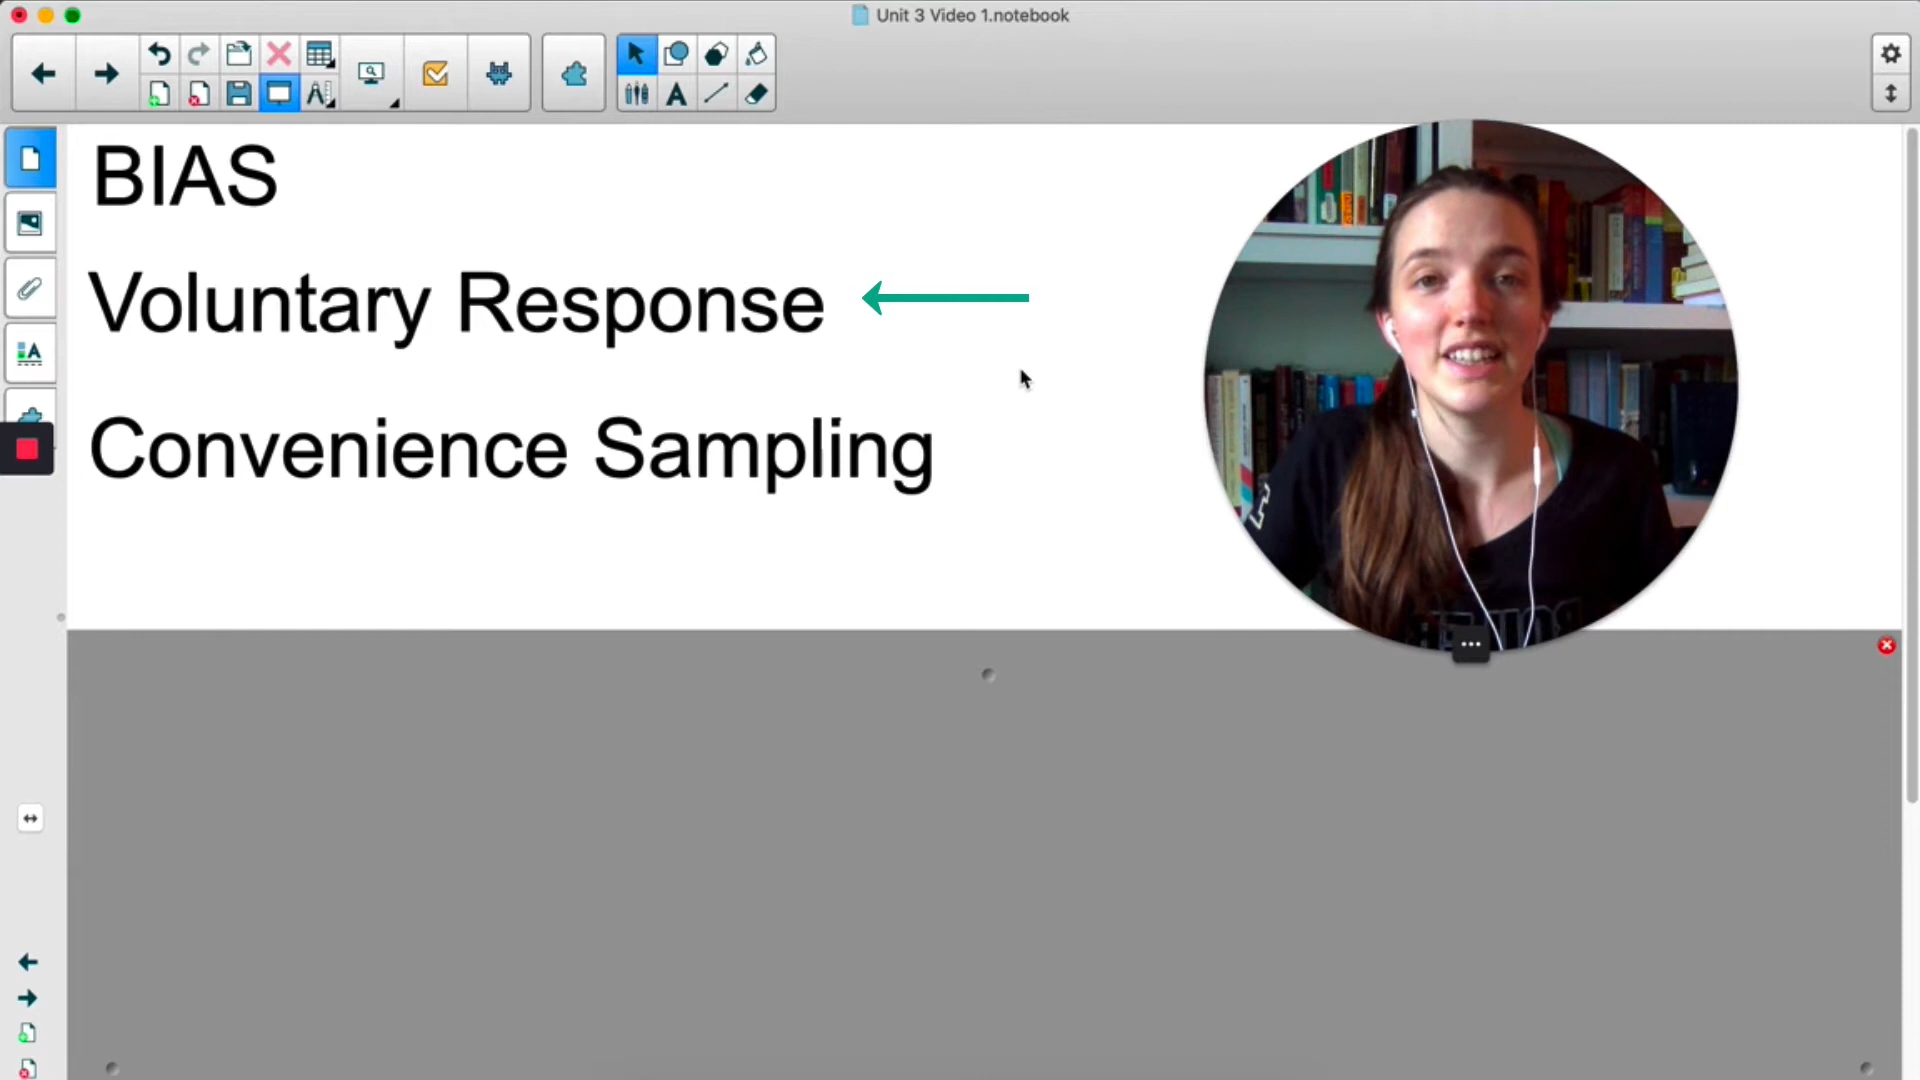 Unit 3 Video 1.notebook
BIAS
Voluntary Response
Convenience Sampling